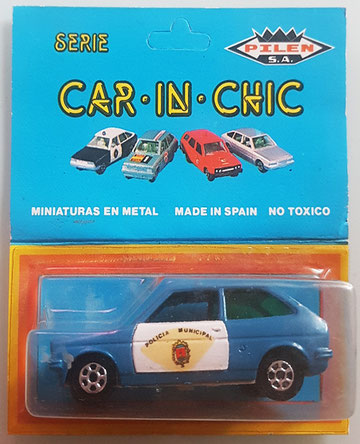 SERIE
PILEN
S.A.
CAR·IN·CHIC
MINIATURAS EN METAL MADE IN SPAIN NO TOXICO
POLICIA MUNICIPAL